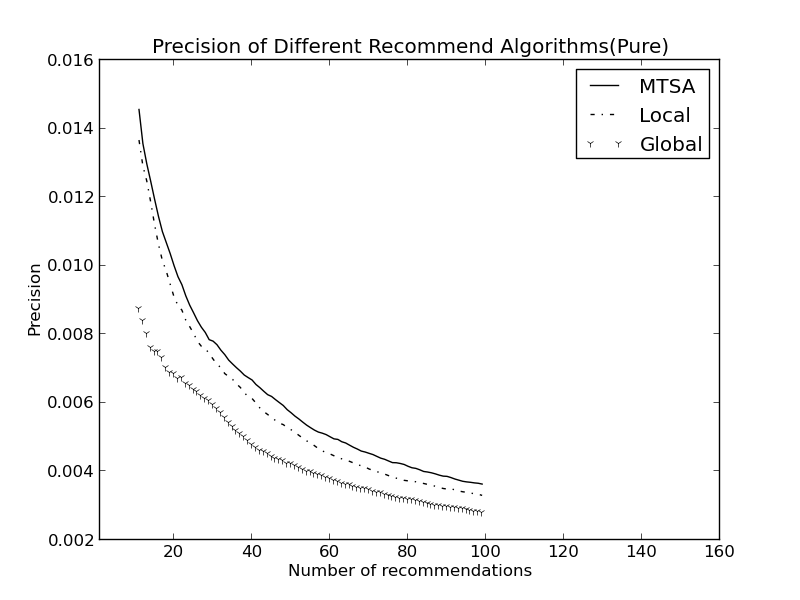 Precision of Different Recommend Algorithms(Pure)
0.016
0.014
0.012
0.010
0.008
0.006
0.004
0.002
Precision
MTSA
Local
Global
20 40 60 80 100 120 140 160
Number of recommendations